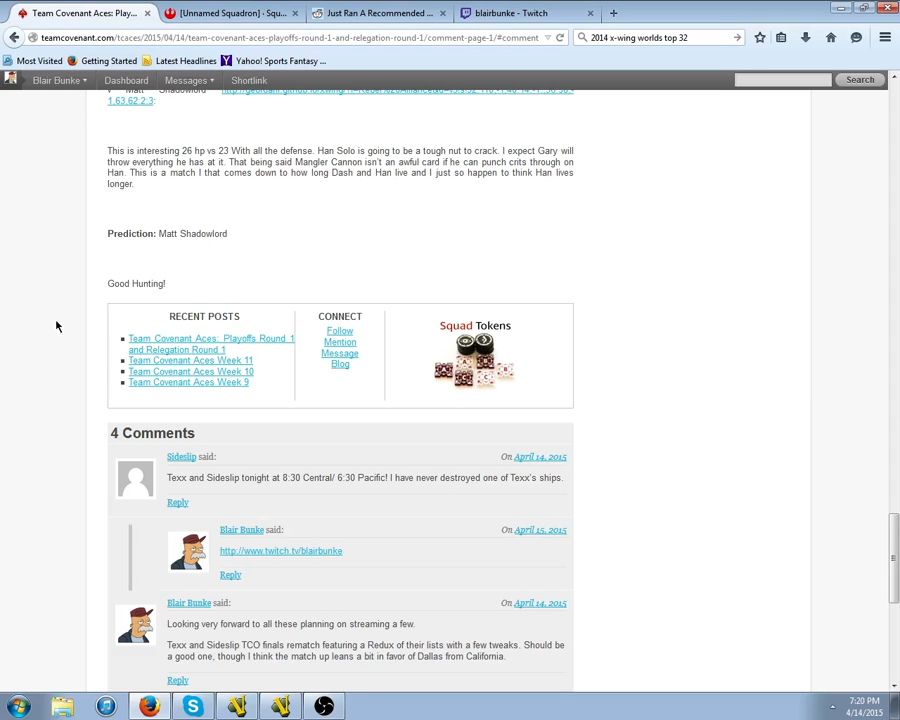 Team Covenant Aces: Play...
[Unnamed Squadron] · Squ...
Just Ran A Recommended ...
blairbunke - Twitch
teamcovenant.com/tcaces/2015/04/14/team-covenant-aces-playoffs-round-1-and-relegation-round-1/comment-page-1/#comment
2014 x-wing worlds top 32
Most Visited Getting Started Latest Headlines Yahoo! Sports Fantasy ...
Blair Bunke Dashboard Messages Shortlink Search
1,63,62:2;3:
This is interesting 26 hp vs 23 With all the defense. Han Solo is going to be a tough nut to crack. I expect Gary will
throw everything he has at it. That being said Mangler Cannon isn't an awful card if he can punch crits through on
Han. This is a match I that comes down to how long Dash and Han live and I just so happen to think Han lives
longer.
Prediction: Matt Shadowlord
Good Hunting!
RECENT POSTS
Team Covenant Aces: Playoffs Round 1
and Relegation Round 1
Team Covenant Aces Week 11
Team Covenant Aces Week 10
Team Covenant Aces Week 9
CONNECT
Follow
Mention
Message
Blog
Squad Tokens
4 Comments
Sideslip said: On April 14, 2015
Texx and Sideslip tonight at 8:30 Central/ 6:30 Pacific! I have never destroyed one of Texx's ships.
Reply
Blair Bunke said: On April 15, 2015
http://www.twitch.tv/blairbunke
Reply
Blair Bunke said: On April 14, 2015
Looking very forward to all these planning on streaming a few.
Texx and Sideslip TCO finals rematch featuring a Redux of their lists with a few tweaks. Should be
a good one, though I think the match up leans a bit in favor of Dallas from California.
Reply
7:20 PM
4/14/2015